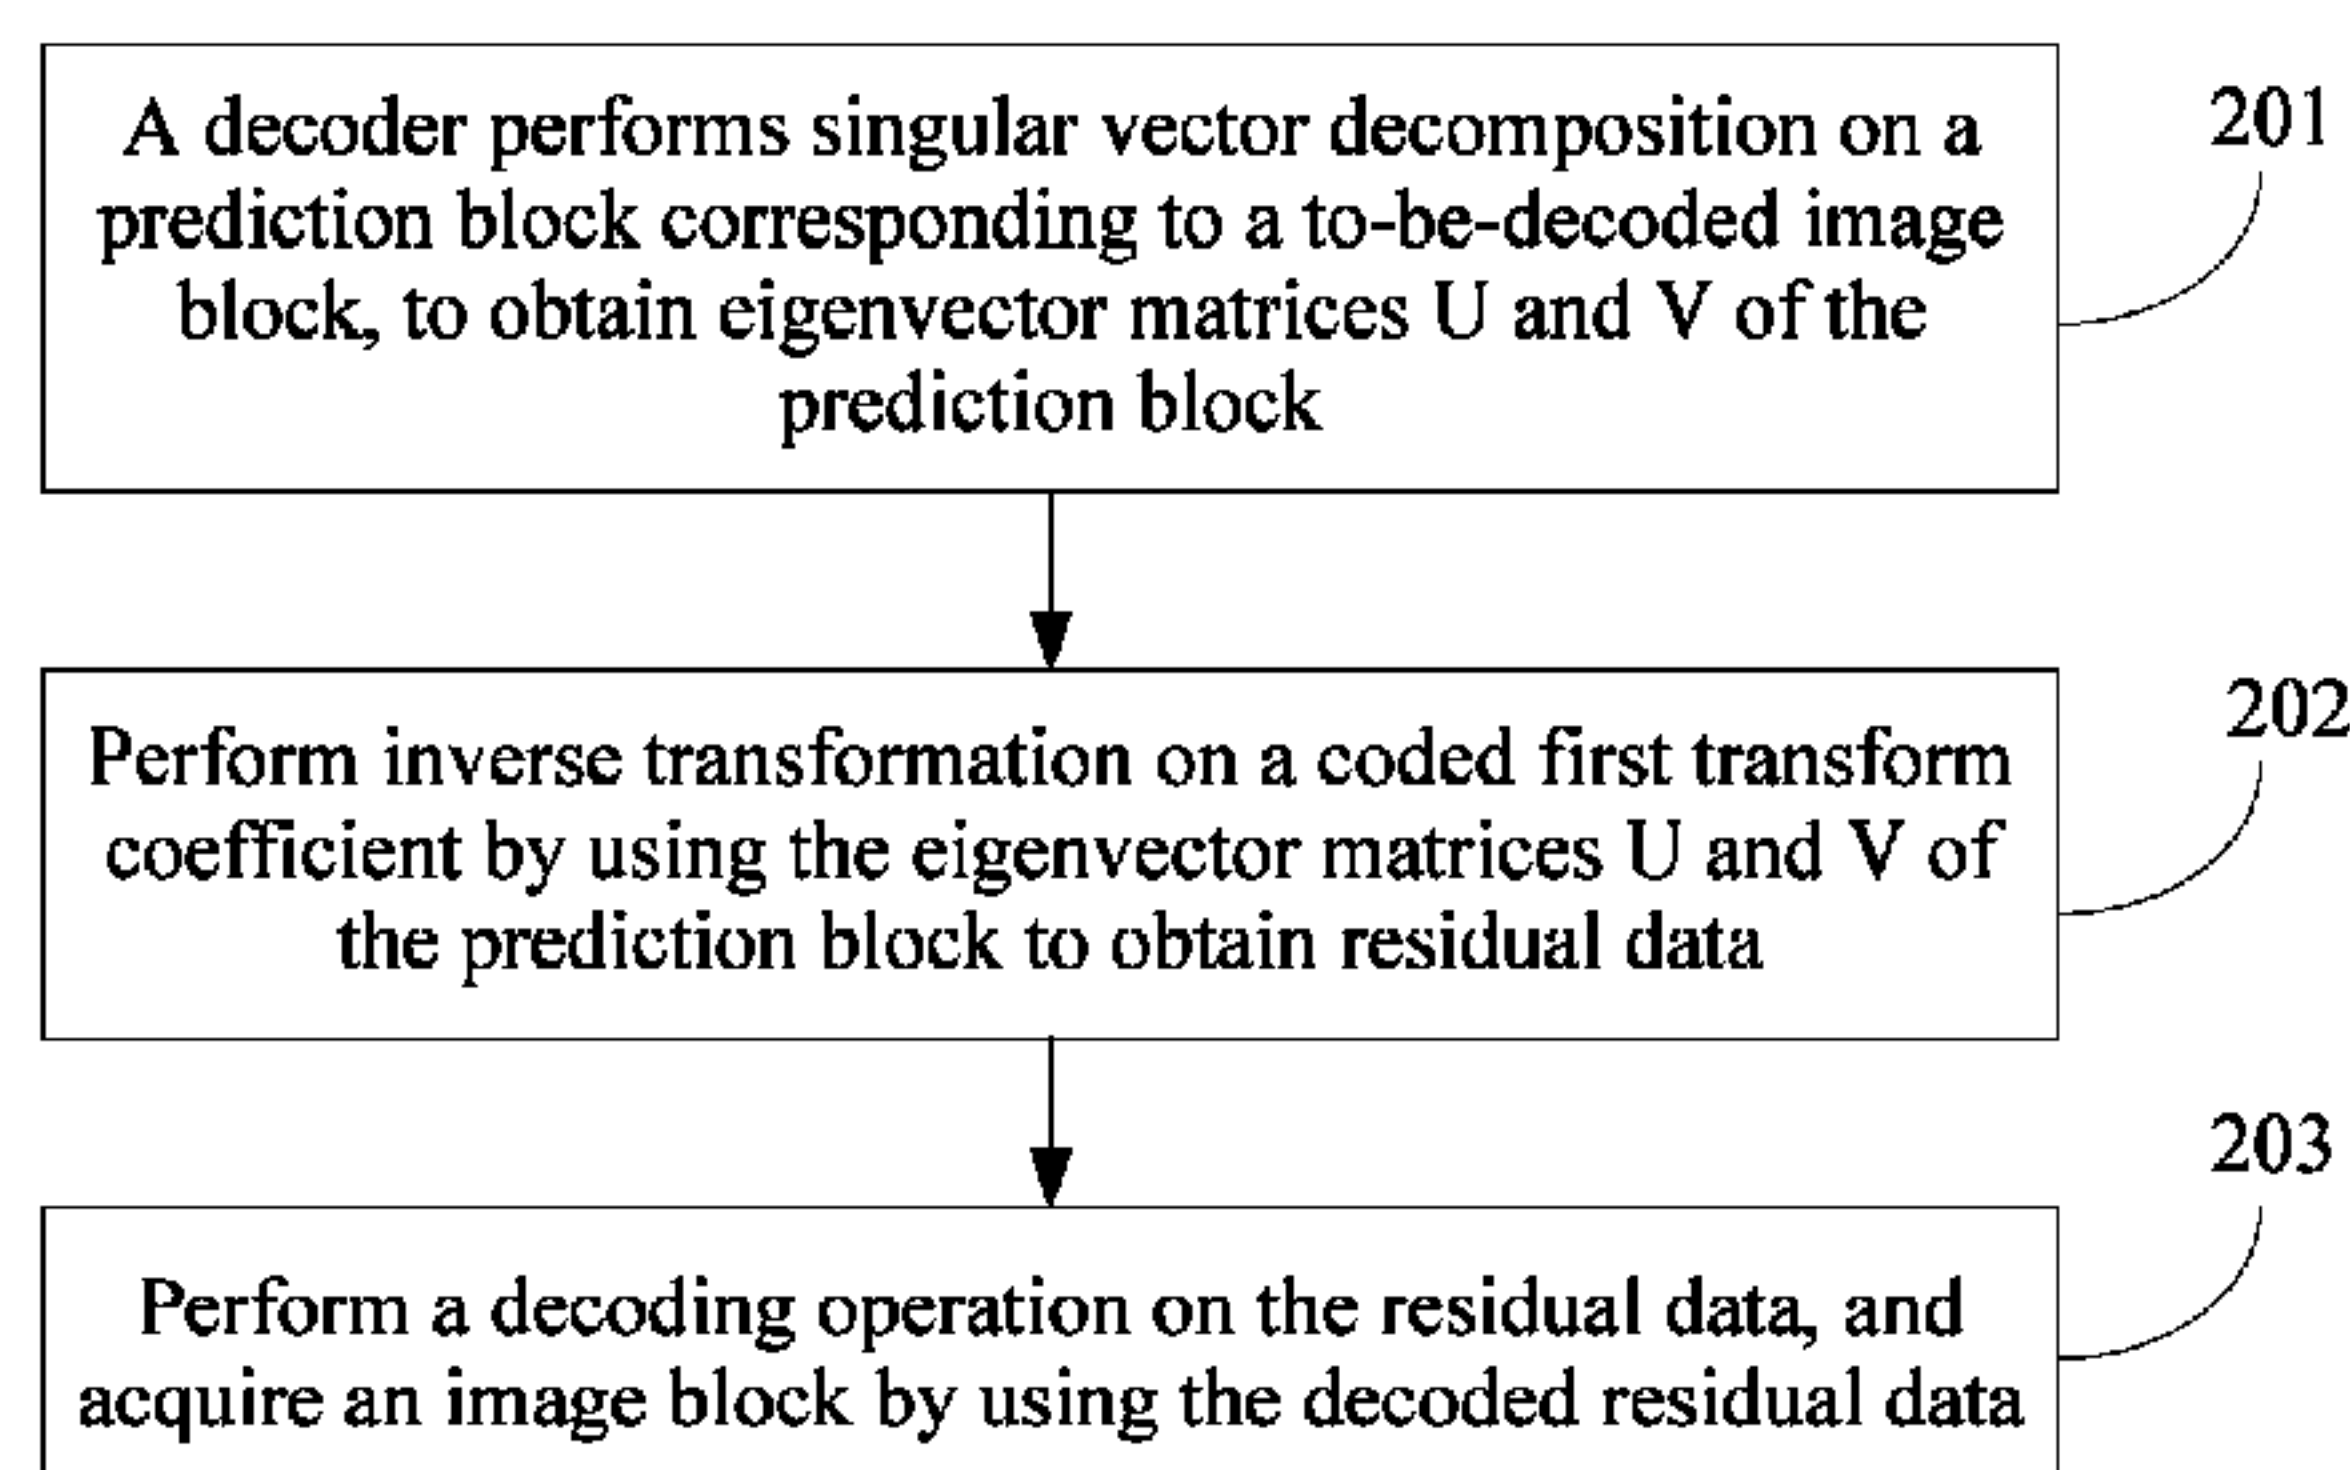 A decoder performs singular vector decomposition on a
prediction block corresponding to a to-be-decoded image
block, to obtain eigenvector matrices U and V of the
prediction block
201
Perform inverse transformation on a coded first transform
coefficient by using the eigenvector matrices U and V of
the prediction block to obtain residual data
202
Perform a decoding operation on the residual data, and
acquire an image block by using the decoded residual data
203